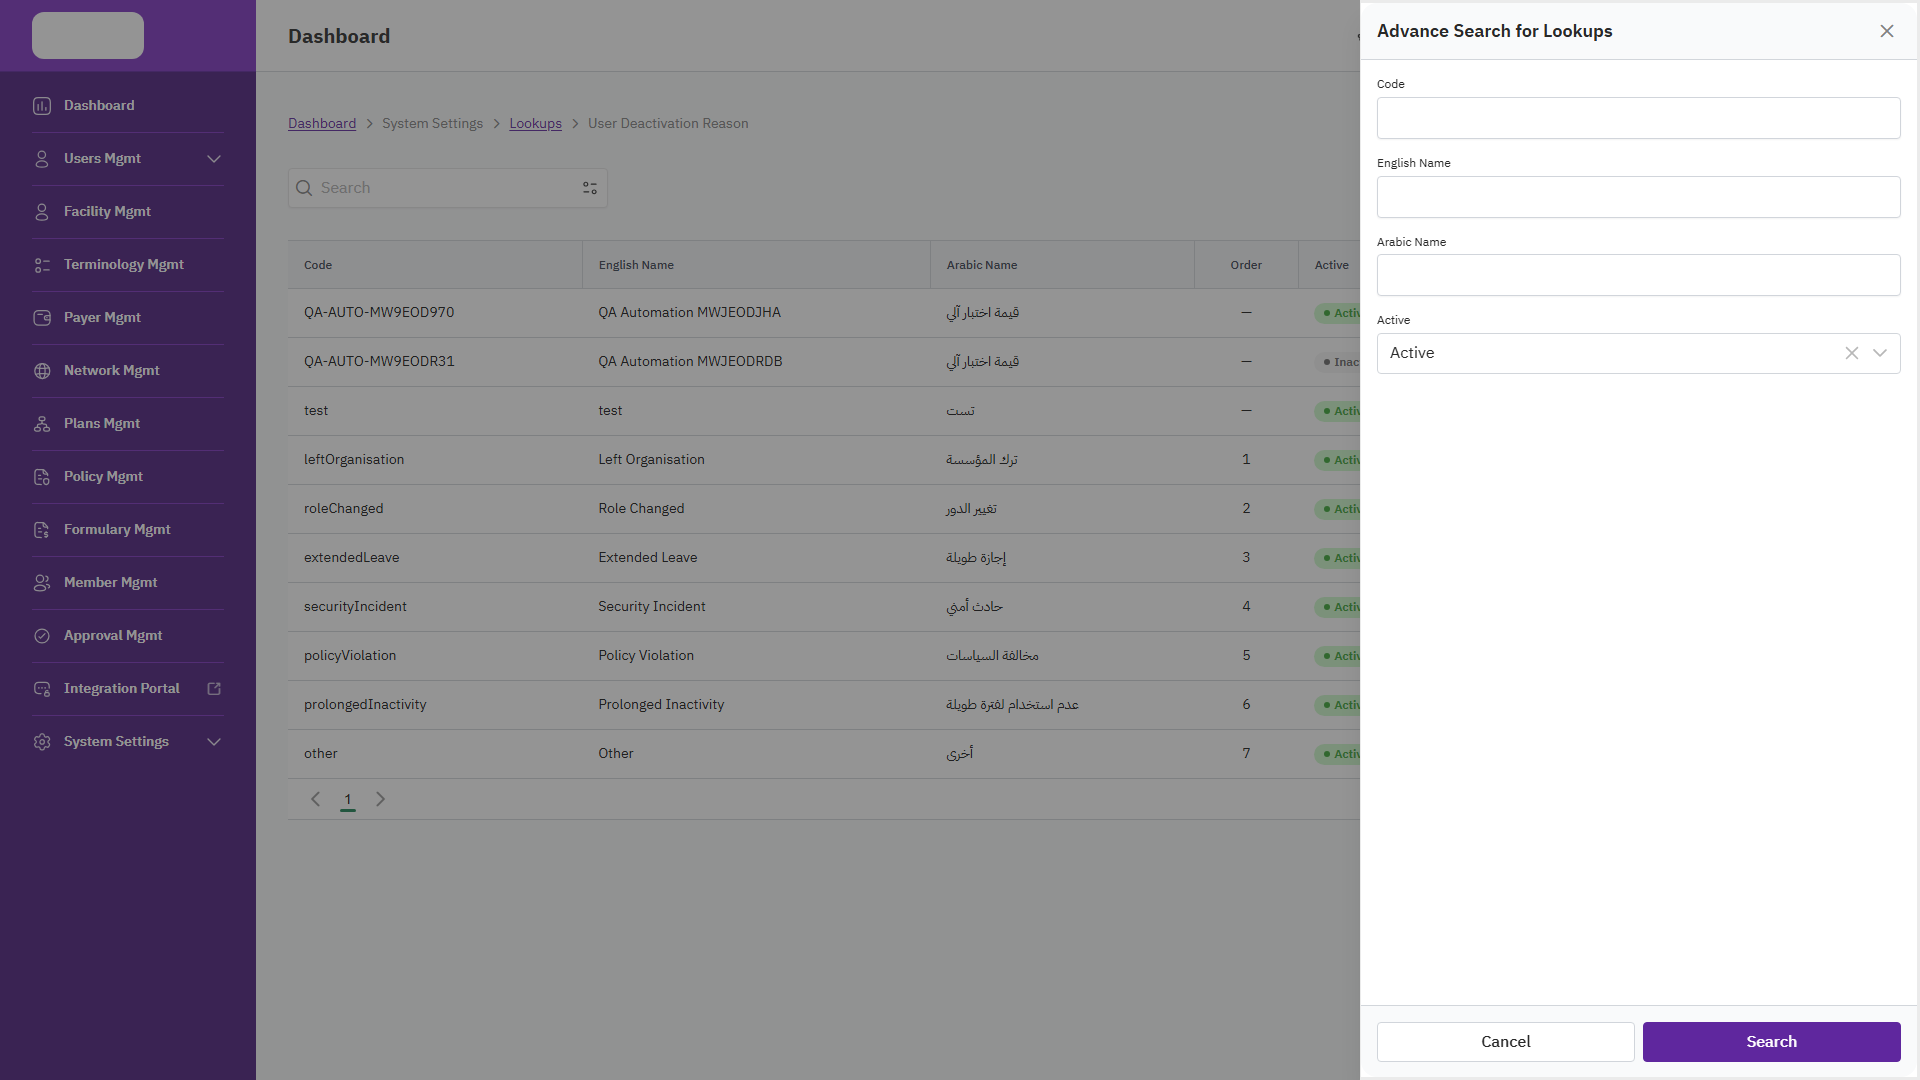 Dashboard
Users Mgmt
Facility Mgmt
Terminology Mgmt
Payer Mgmt
Network Mgmt
Plans Mgmt
Policy Mgmt
Formulary Mgmt
Member Mgmt
Approval Mgmt
Integration Portal
System Settings
Dashboard
Dashboard > System Settings > Lookups > User Deactivation Reason
Search
Code English Name Arabic Name Order Active
QA-AUTO-MW9EOD970 QA Automation MWJEODJHA قيمة اختبار آلي —
QA-AUTO-MW9EODR31 QA Automation MWJEODRDB قيمة اختبار آلي —
test test تست —
leftOrganisation Left Organisation ترك المؤسسة 1
roleChanged Role Changed تغيير الدور 2
extendedLeave Extended Leave إجازة طويلة 3
securityIncident Security Incident حادث أمني 4
policyViolation Policy Violation مخالفة السياسات 5
prolongedInactivity Prolonged Inactivity عدم استخدام لفترة طويلة 6
other Other أخرى 7
1
Advance Search for Lookups
Code
English Name
Arabic Name
Active
Active
Cancel Search